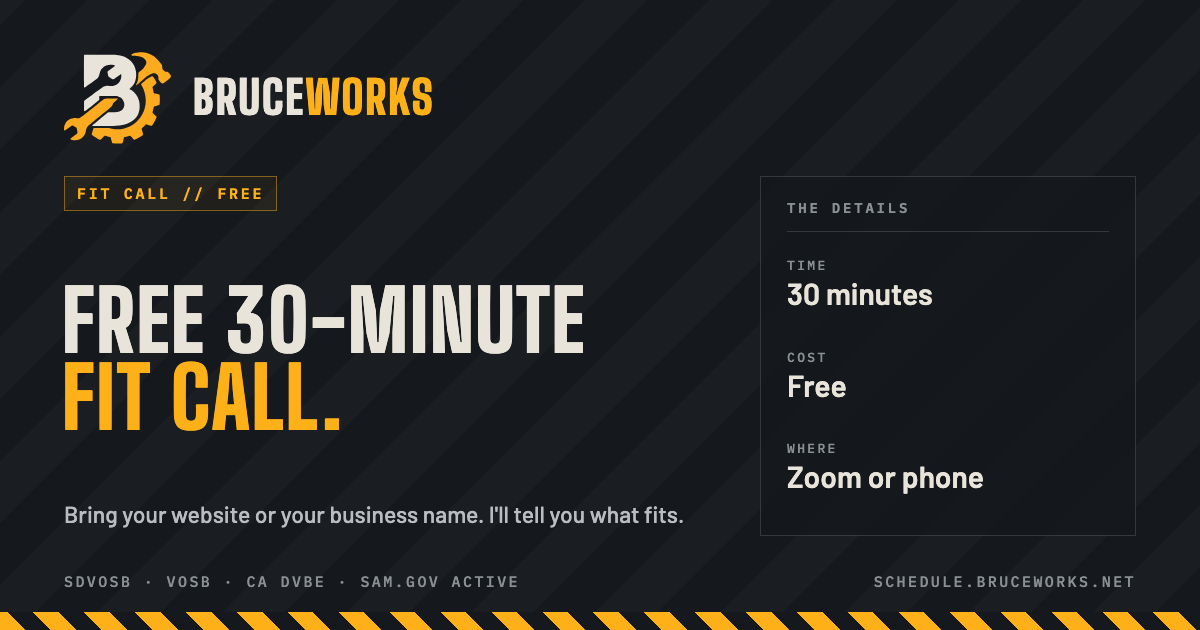 BRUCEWORKS
FIT CALL // FREE
FREE 30-MINUTE
FIT CALL.
Bring your website or your business name. I'll tell you what fits.
THE DETAILS
TIME
30 minutes
COST
Free
WHERE
Zoom or phone
SDVOSB · VOSB · CA DVBE · SAM.GOV ACTIVE
SCHEDULE.BRUCEWORKS.NET